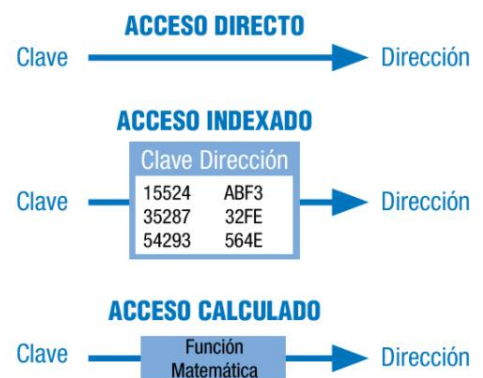 ACCESO DIRECTO
Clave Dirección
ACCESO INDEXADO
Clave Dirección
15524 ABF3
Clave 35287 32FE Dirección
54293 564E
ACCESO CALCULADO
Función
Clave Dirección
Matemática